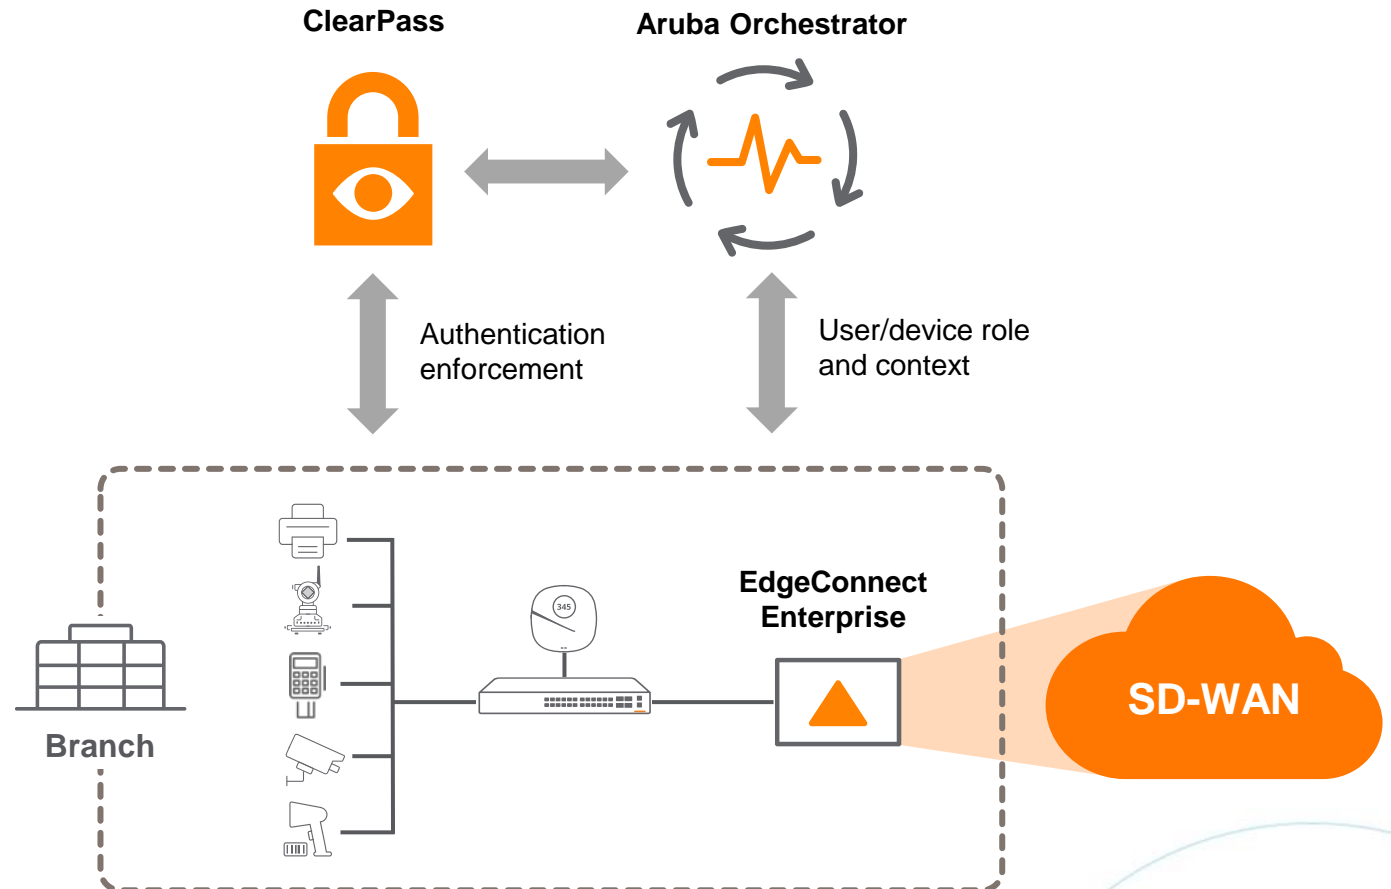 ClearPass
Aruba Orchestrator
Authentication
enforcement
User/device role
and context
EdgeConnect
Enterprise
345
SD-WAN
Branch